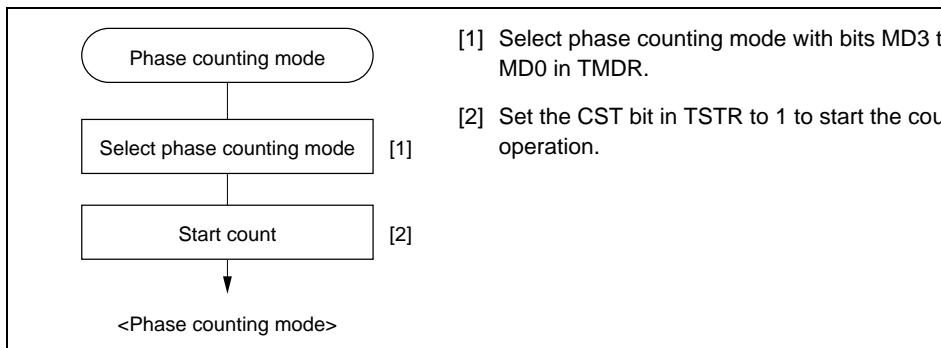 Phase counting mode
Select phase counting mode [1]
Start count [2]
<Phase counting mode>
[1] Select phase counting mode with bits MD3 t
MD0 in TMDR.
[2] Set the CST bit in TSTR to 1 to start the cou
operation.